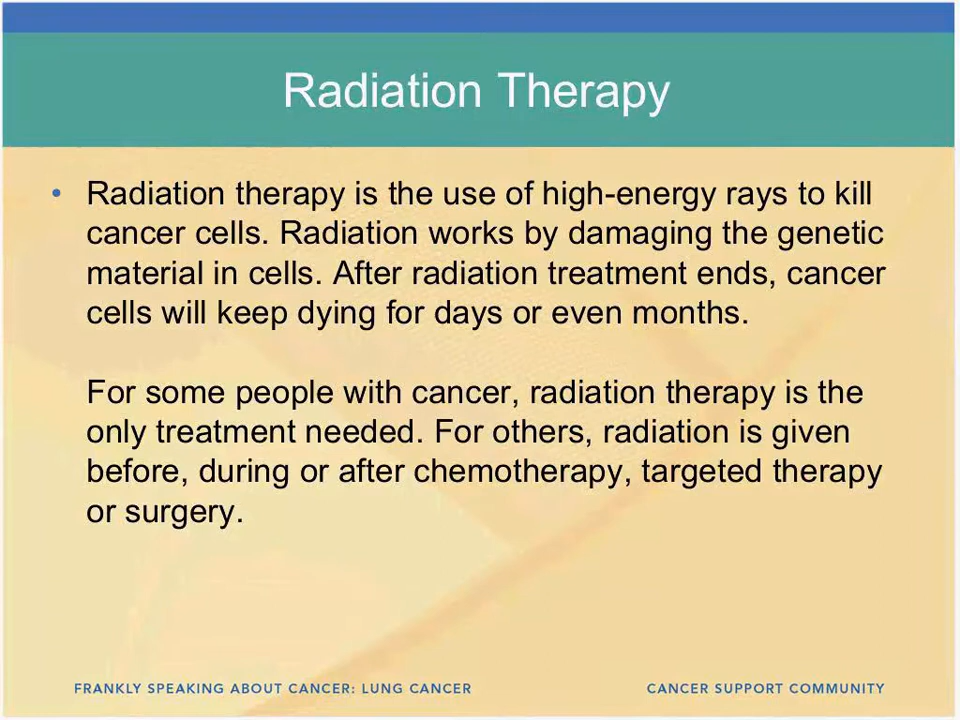 Radiation Therapy
• Radiation therapy is the use of high-energy rays to kill
cancer cells. Radiation works by damaging the genetic
material in cells. After radiation treatment ends, cancer
cells will keep dying for days or even months.
For some people with cancer, radiation therapy is the
only treatment needed. For others, radiation is given
before, during or after chemotherapy, targeted therapy
or surgery.
FRANKLY SPEAKING ABOUT CANCER: LUNG CANCER
CANCER SUPPORT COMMUNITY